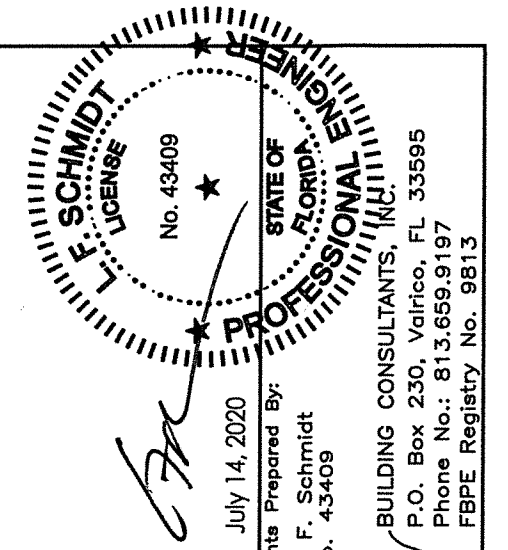 L. F. SCHMIDT
LICENSE
No. 43409
STATE OF
FLORIDA
PROFESSIONAL ENGINEER
July 14, 2020
Prepared By:
F. Schmidt
43409
BUILDING CONSULTANTS, INC.
P.O. Box 230, Valrico, FL 33595
Phone No.: 813.659.9197
FBPE Registry No. 9813